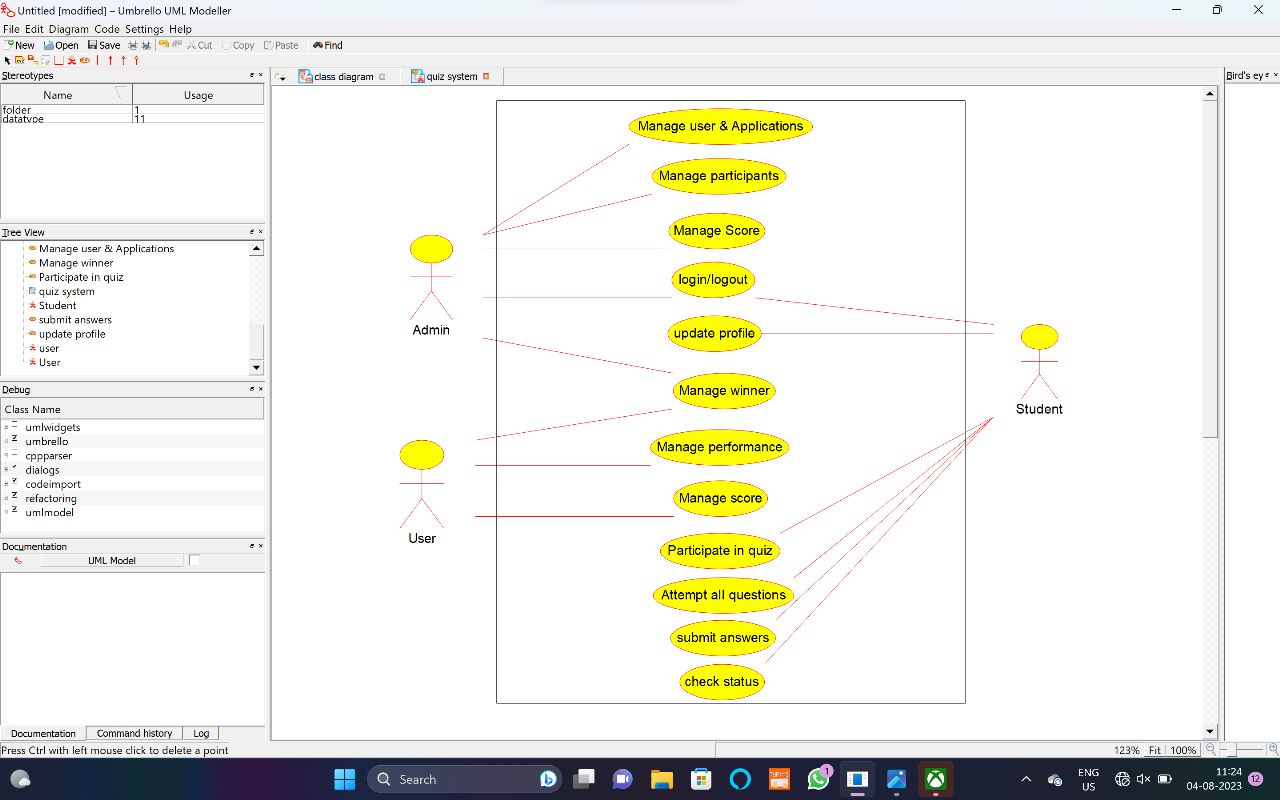 Untitled [modified] – Umbrello UML Modeller
File Edit Diagram Code Settings Help
New Open Save Cut Copy Paste Find
Stereotypes
Name Usage
folder 1
datatype 11
Tree View
Manage user & Applications
Manage winner
Participate in quiz
quiz system
Student
submit answers
update profile
user
User
Debug
Class Name
umlwidgets
umbrello
cppparser
dialogs
codeimport
refactoring
umlmodel
Documentation
UML Model
Documentation Command history Log
Press Ctrl with left mouse click to delete a point
class diagram quiz system
Bird's ey
Manage user & Applications
Manage participants
Manage Score
login/logout
update profile
Manage winner
Manage performance
Manage score
Participate in quiz
Attempt all questions
submit answers
check status
Admin
User
Student
123% Fit 100%
Search
TYPING
1
ENG
US
11:24
04-08-2023
12